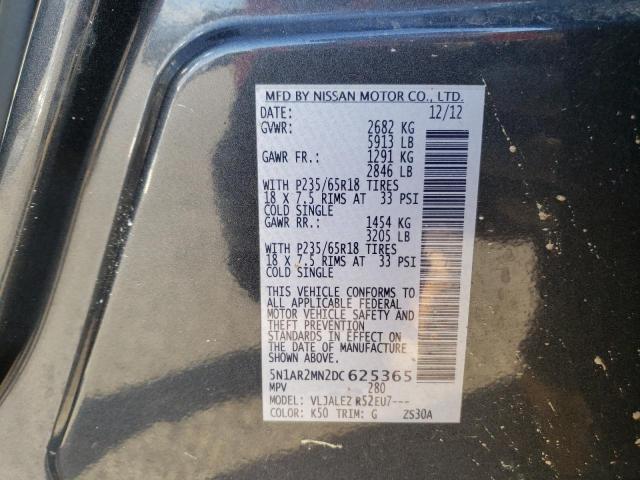 MFD BY NISSAN MOTOR CO., LTD.
DATE: 12/12
GVWR: 2682 KG
5913 LB
GAWR FR.: 1291 KG
2846 LB
WITH P235/65R18 TIRES
18 X 7.5 RIMS AT 33 PSI
COLD SINGLE
GAWR RR.: 1454 KG
3205 LB
WITH P235/65R18 TIRES
18 X 7.5 RIMS AT 33 PSI
COLD SINGLE
THIS VEHICLE CONFORMS TO
ALL APPLICABLE FEDERAL
MOTOR VEHICLE SAFETY AND
THEFT PREVENTION
STANDARDS IN EFFECT ON
THE DATE OF MANUFACTURE
SHOWN ABOVE.
5N1AR2MN2DC625365
MPV 280
MODEL: VLJALEZ R52EU7---
COLOR: K50 TRIM: G ZS30A